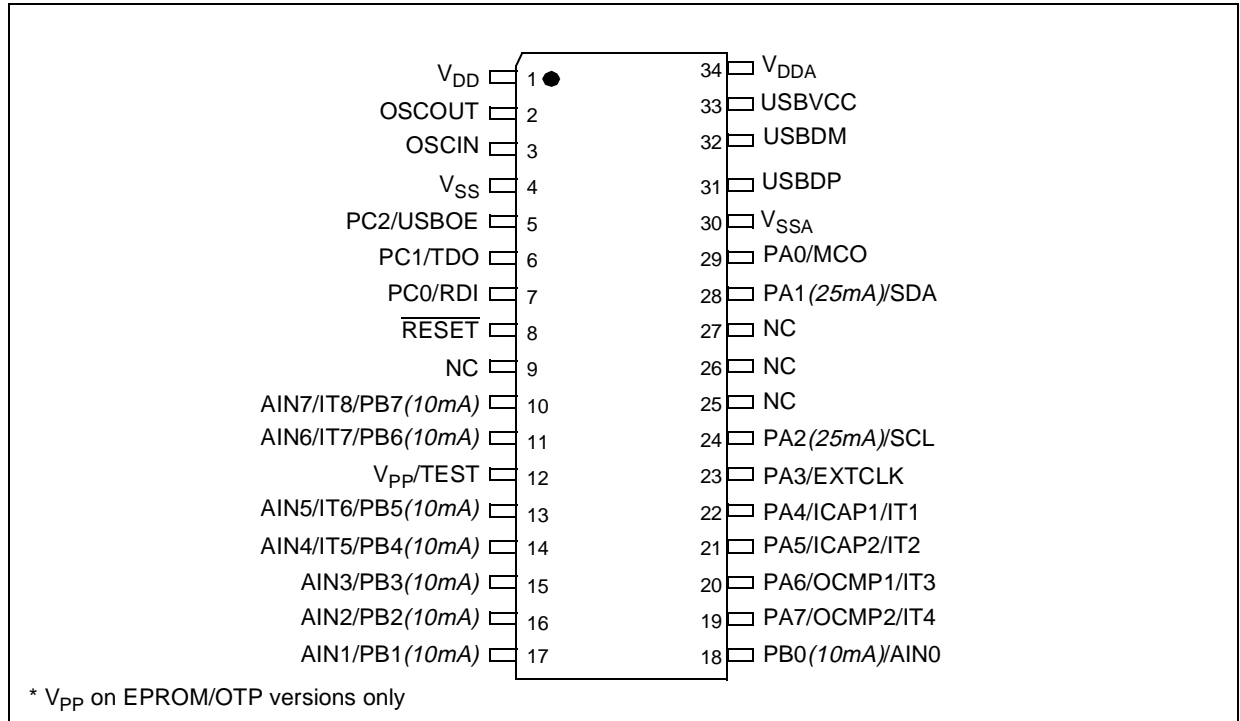 V_DD 1 34 V_DDA
OSCOUT 2 33 USBVCC
OSCIN 3 32 USBDM
V_SS 4 31 USBDP
PC2/USBOE 5 30 V_SSA
PC1/TDO 6 29 PA0/MCO
PC0/RDI 7 28 PA1(25mA)/SDA
RESET 8 27 NC
NC 9 26 NC
AIN7/IT8/PB7(10mA) 10 25 NC
AIN6/IT7/PB6(10mA) 11 24 PA2(25mA)/SCL
V_PP/TEST 12 23 PA3/EXTCLK
AIN5/IT6/PB5(10mA) 13 22 PA4/ICAP1/IT1
AIN4/IT5/PB4(10mA) 14 21 PA5/ICAP2/IT2
AIN3/PB3(10mA) 15 20 PA6/OCMP1/IT3
AIN2/PB2(10mA) 16 19 PA7/OCMP2/IT4
AIN1/PB1(10mA) 17 18 PB0(10mA)/AIN0
* V_PP on EPROM/OTP versions only